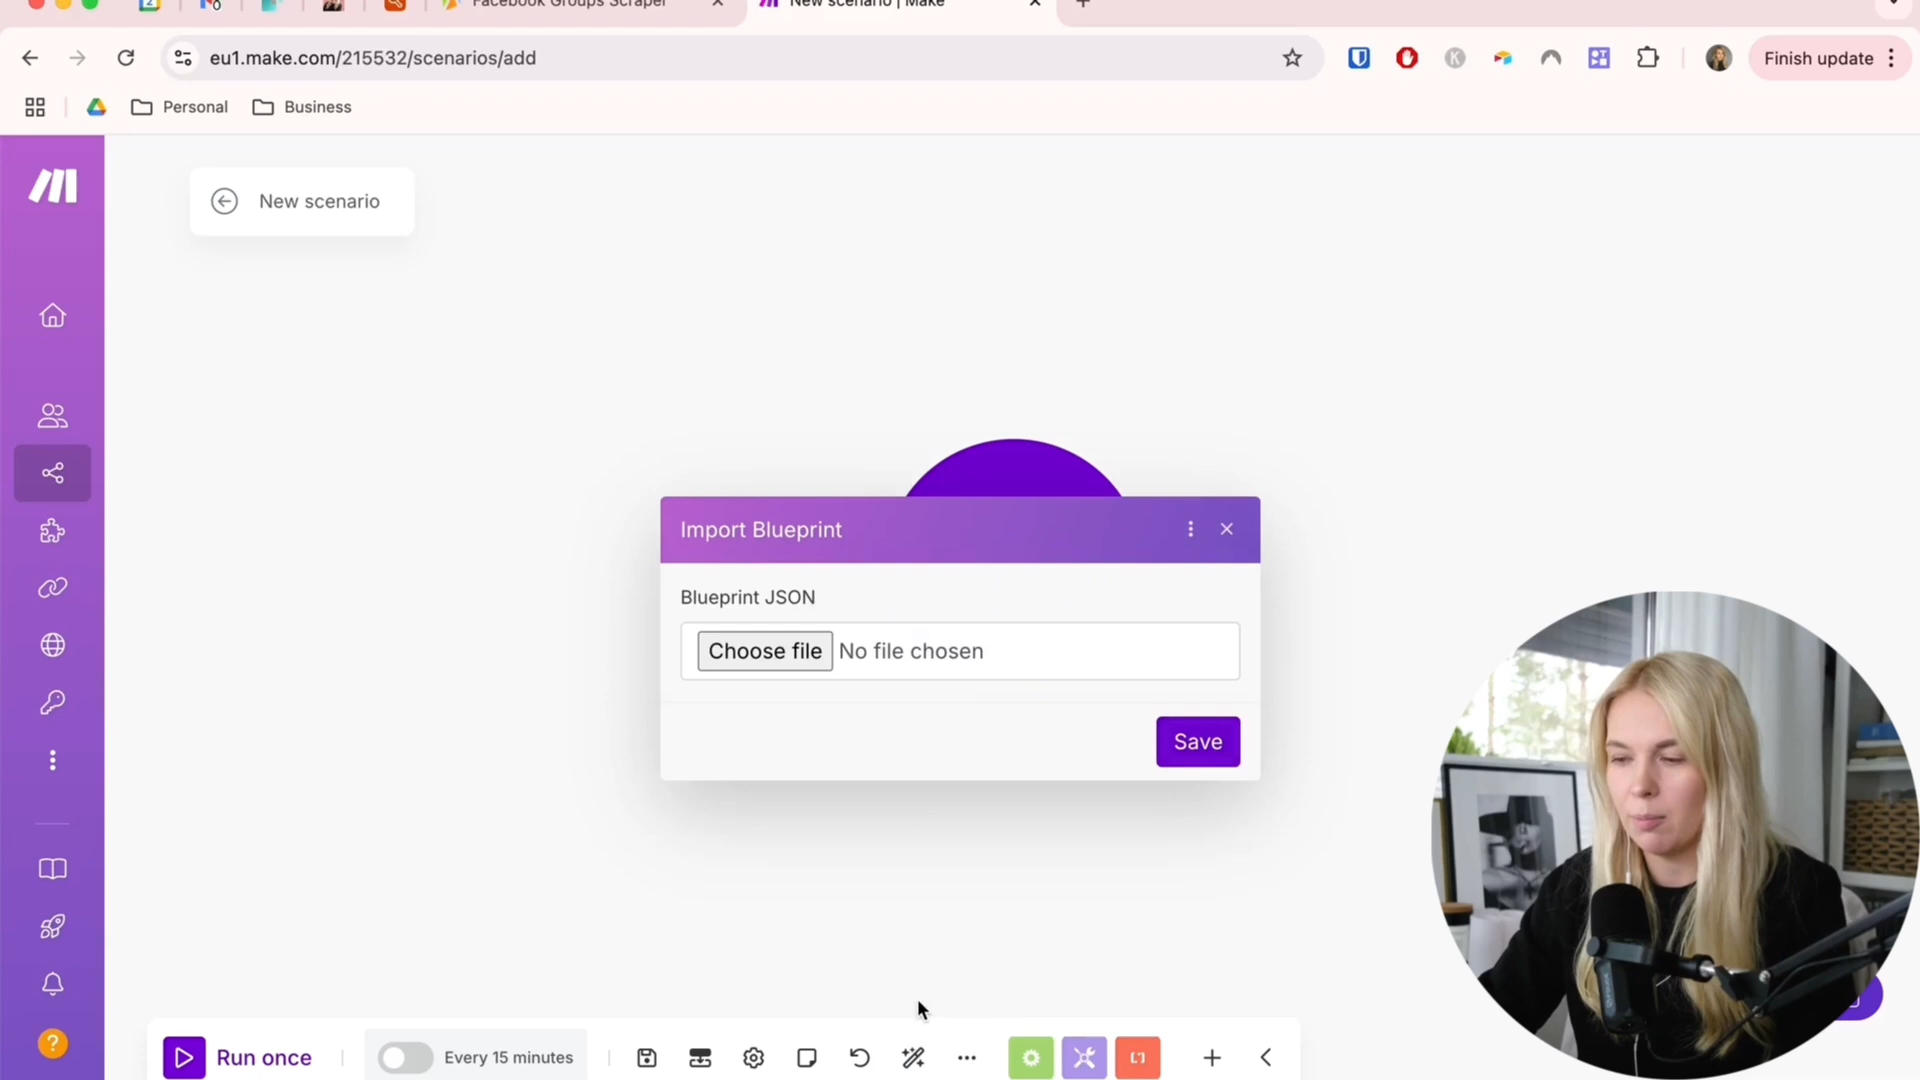 Facebook Groups Scraper
New scenario | Make
eu1.make.com/215532/scenarios/add
Finish update
Personal
Business
New scenario
Import Blueprint
Blueprint JSON
Choose file
No file chosen
Save
Run once
Every 15 minutes